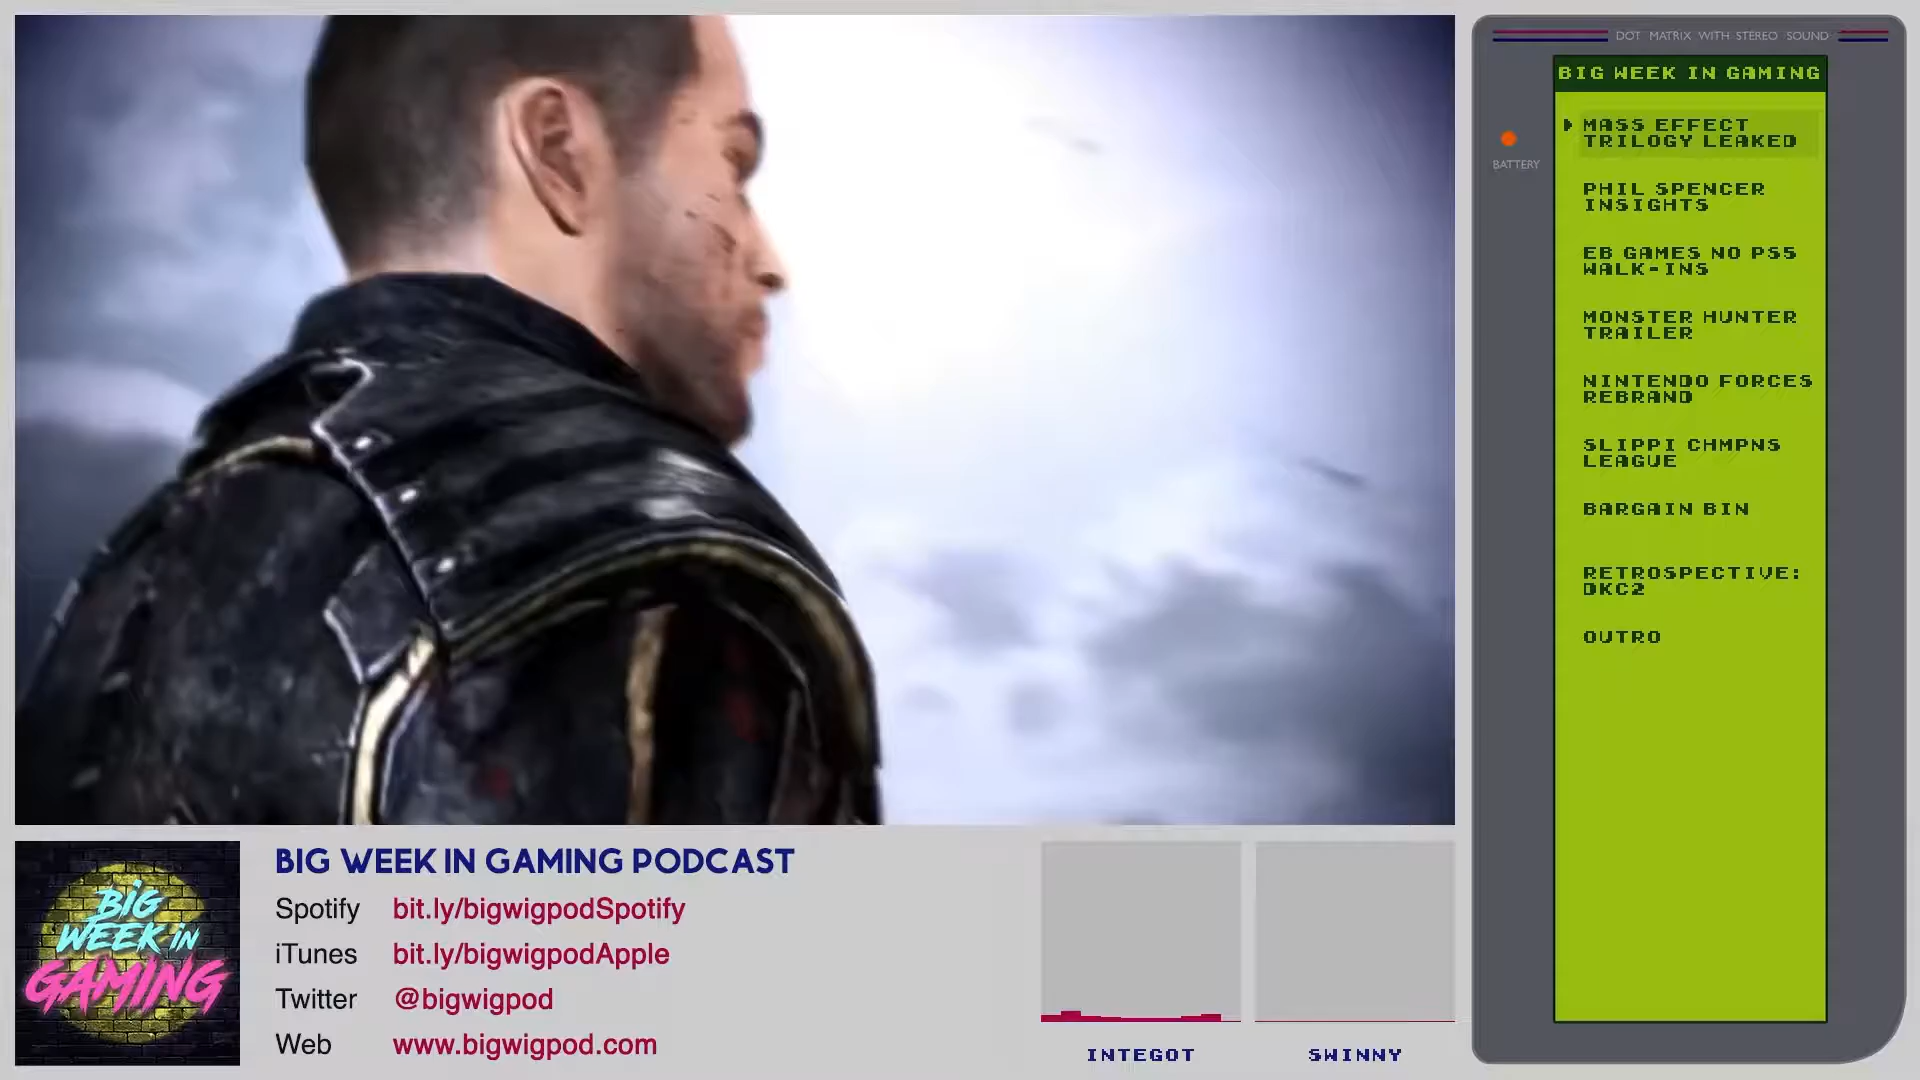 DOT MATRIX WITH STEREO SOUND
BIG WEEK IN GAMING
MASS EFFECT
TRILOGY LEAKED
BATTERY
PHIL SPENCER
INSIGHTS
EB GAMES NO PS5
WALK-INS
MONSTER HUNTER
TRAILER
NINTENDO FORCES
REBRAND
SLIPPI CHMPNS
LEAGUE
BARGAIN BIN
RETROSPECTIVE:
DKC2
OUTRO
BIG
WEEK IN
GAMING
BIG WEEK IN GAMING PODCAST
Spotify bit.ly/bigwigpodSpotify
iTunes bit.ly/bigwigpodApple
Twitter @bigwigpod
Web www.bigwigpod.com
INTEGOT
SWINNY